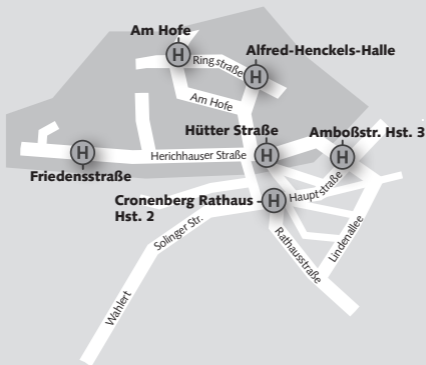 Am Hofe
H
Ringstraße
Alfred-Henckels-Halle
H
Am Hofe
Hütter Straße
H
Amboßstr. Hst. 3
H
H
Herichhauser Straße
Friedensstraße
Cronenberg Rathaus
Hst. 2
H
Hauptstraße
Solinger Str.
Rathausstraße
Lindenallee
Wahlert